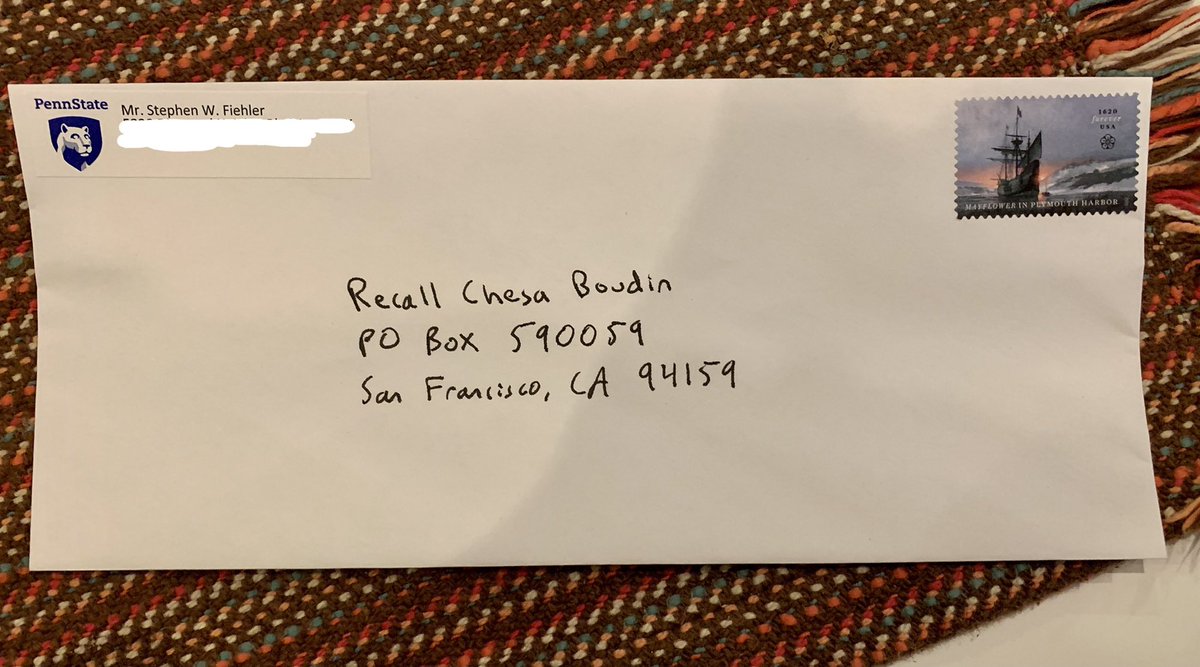 PennState
Mr. Stephen W. Fiehler
1620
forever
USA
MAYFLOWER IN PLYMOUTH HARBOR
Recall Chesa Boudin
PO Box 590059
San Francisco, CA 94159